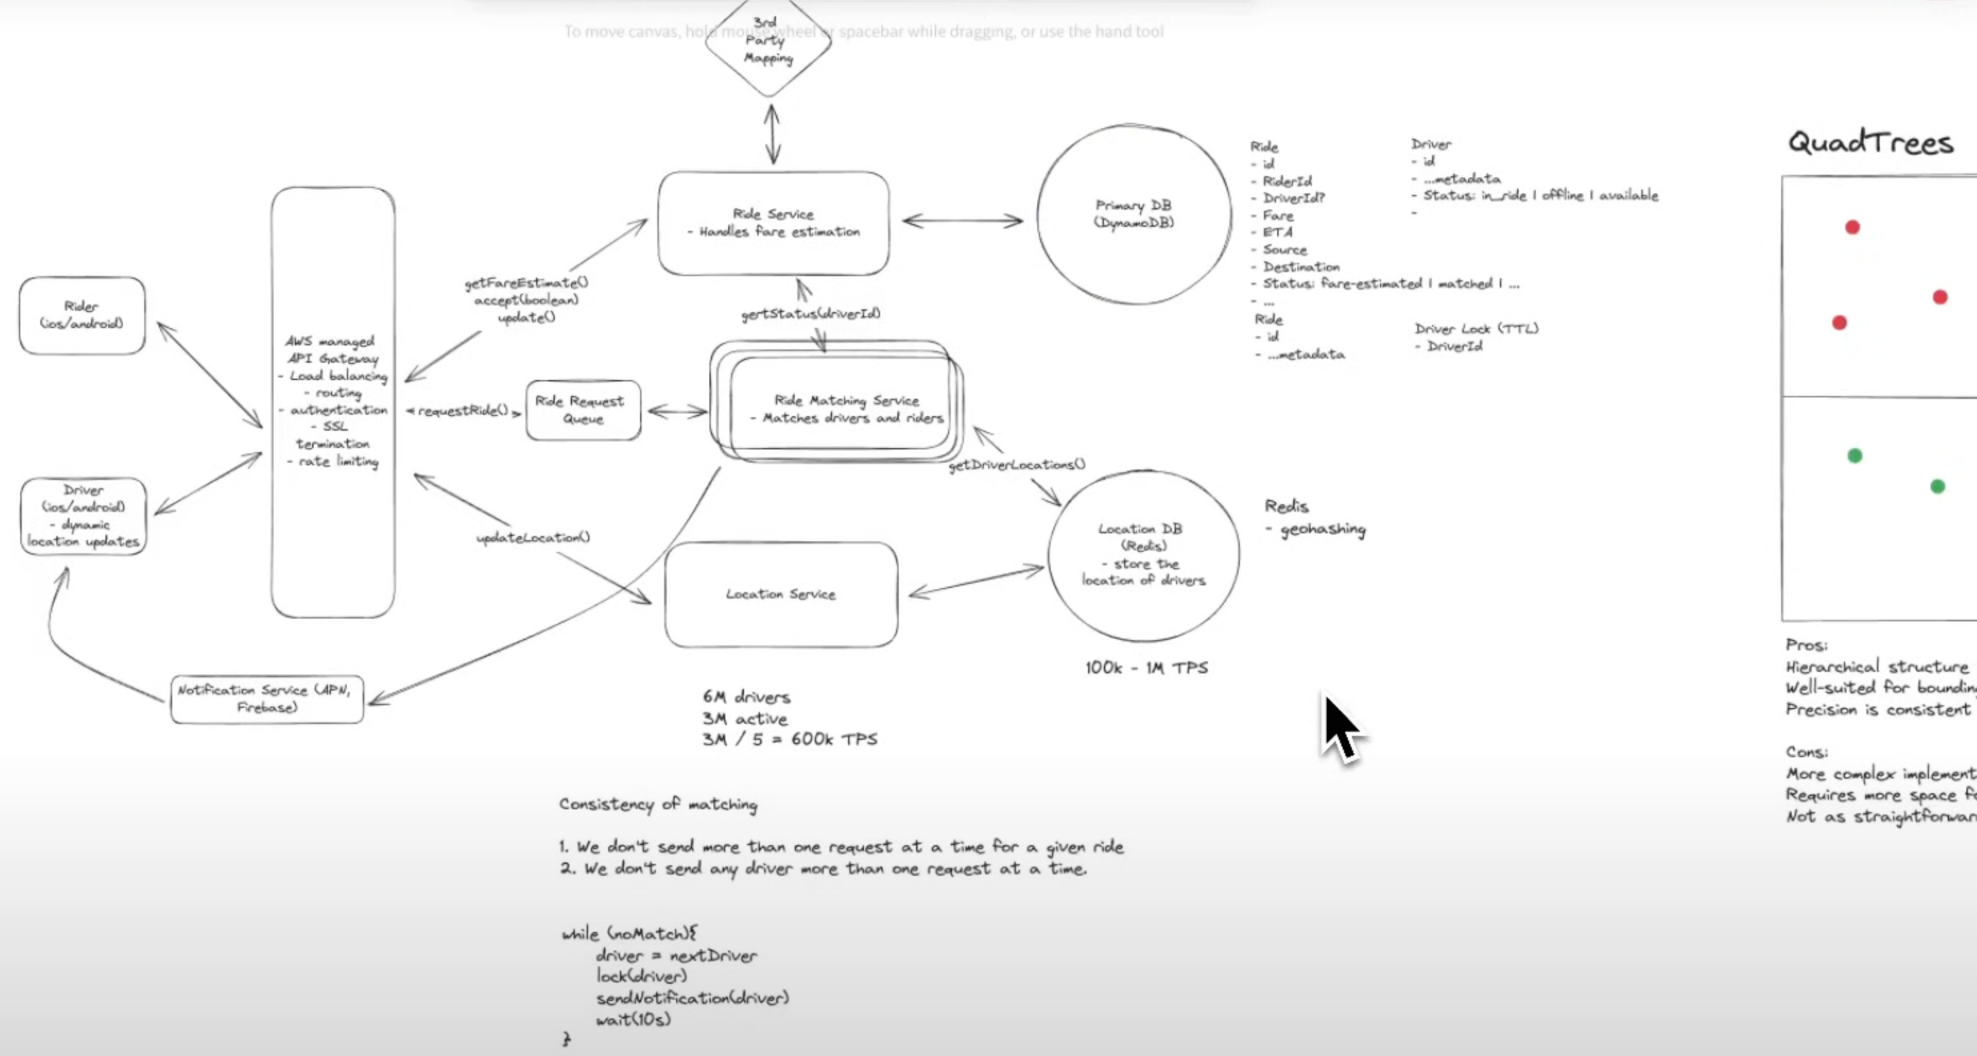 To move canvas, hold mouse wheel or spacebar while dragging, or use the hand tool
3rd
Party
Mapping
Ride Service
- Handles fare estimation
Primary DB
(DynamoDB)
Ride
- id
- RiderId
- DriverId?
- Fare
- ETA
- Source
- Destination
- Status: fare-estimated | matched | ...
- ...
Ride
- id
- ...metadata
Driver
- id
- ...metadata
- Status: in_ride | offline | available
-
Driver Lock (TTL)
- DriverId
QuadTrees
Rider
(ios/android)
AWS managed
API Gateway
- Load balancing
- routing
- authentication
- SSL
termination
- rate limiting
getFareEstimate()
accept(boolean)
update()
gertStatus(driverId)
requestRide()
Ride Request
Queue
Ride Matching Service
- Matches drivers and riders
getDriverLocations()
Driver
(ios/android)
- dynamic
location updates
updateLocation()
Location Service
Location DB
(Redis)
- store the
location of drivers
Redis
- geohashing
100k - 1M TPS
Notification Service (APN,
Firebase)
6M drivers
3M active
3M / 5 = 600k TPS
Pros:
Hierarchical structure
Well-suited for bounding
Precision is consistent
Cons:
More complex implement
Requires more space fo
Not as straightforwar
Consistency of matching
1. We don't send more than one request at a time for a given ride
2. We don't send any driver more than one request at a time.
while (noMatch){
driver = nextDriver
lock(driver)
sendNotification(driver)
wait(10s)
}